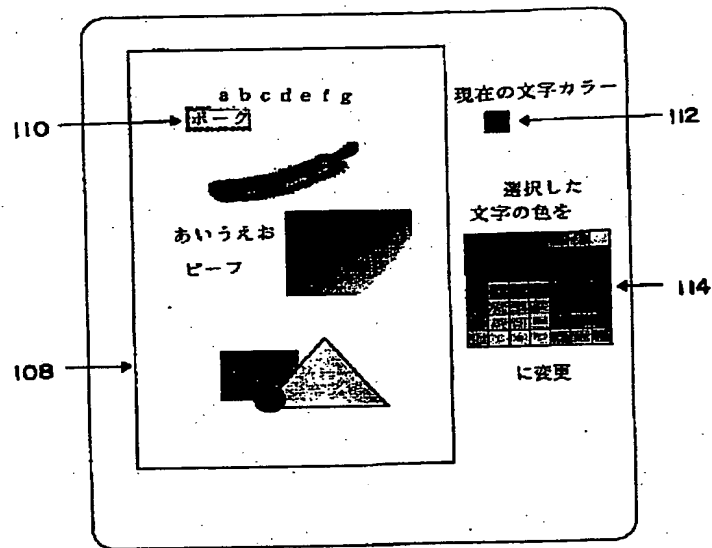 abcdefg
ポーク
あいうえお
ビーフ
現在の文字カラー
選択した
文字の色を
に変更
110
108
112
114